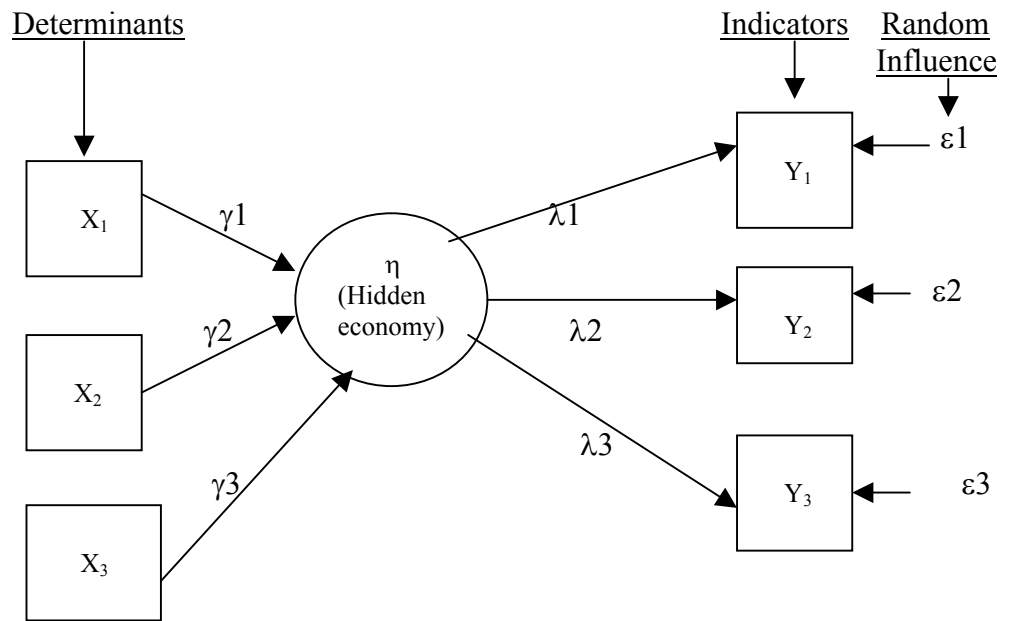 Determinants
Indicators
Random
Influence
X₁
γ1
λ1
Y₁
ε1
η
(Hidden
economy)
X₂
γ2
λ2
Y₂
ε2
X₃
γ3
λ3
Y₃
ε3